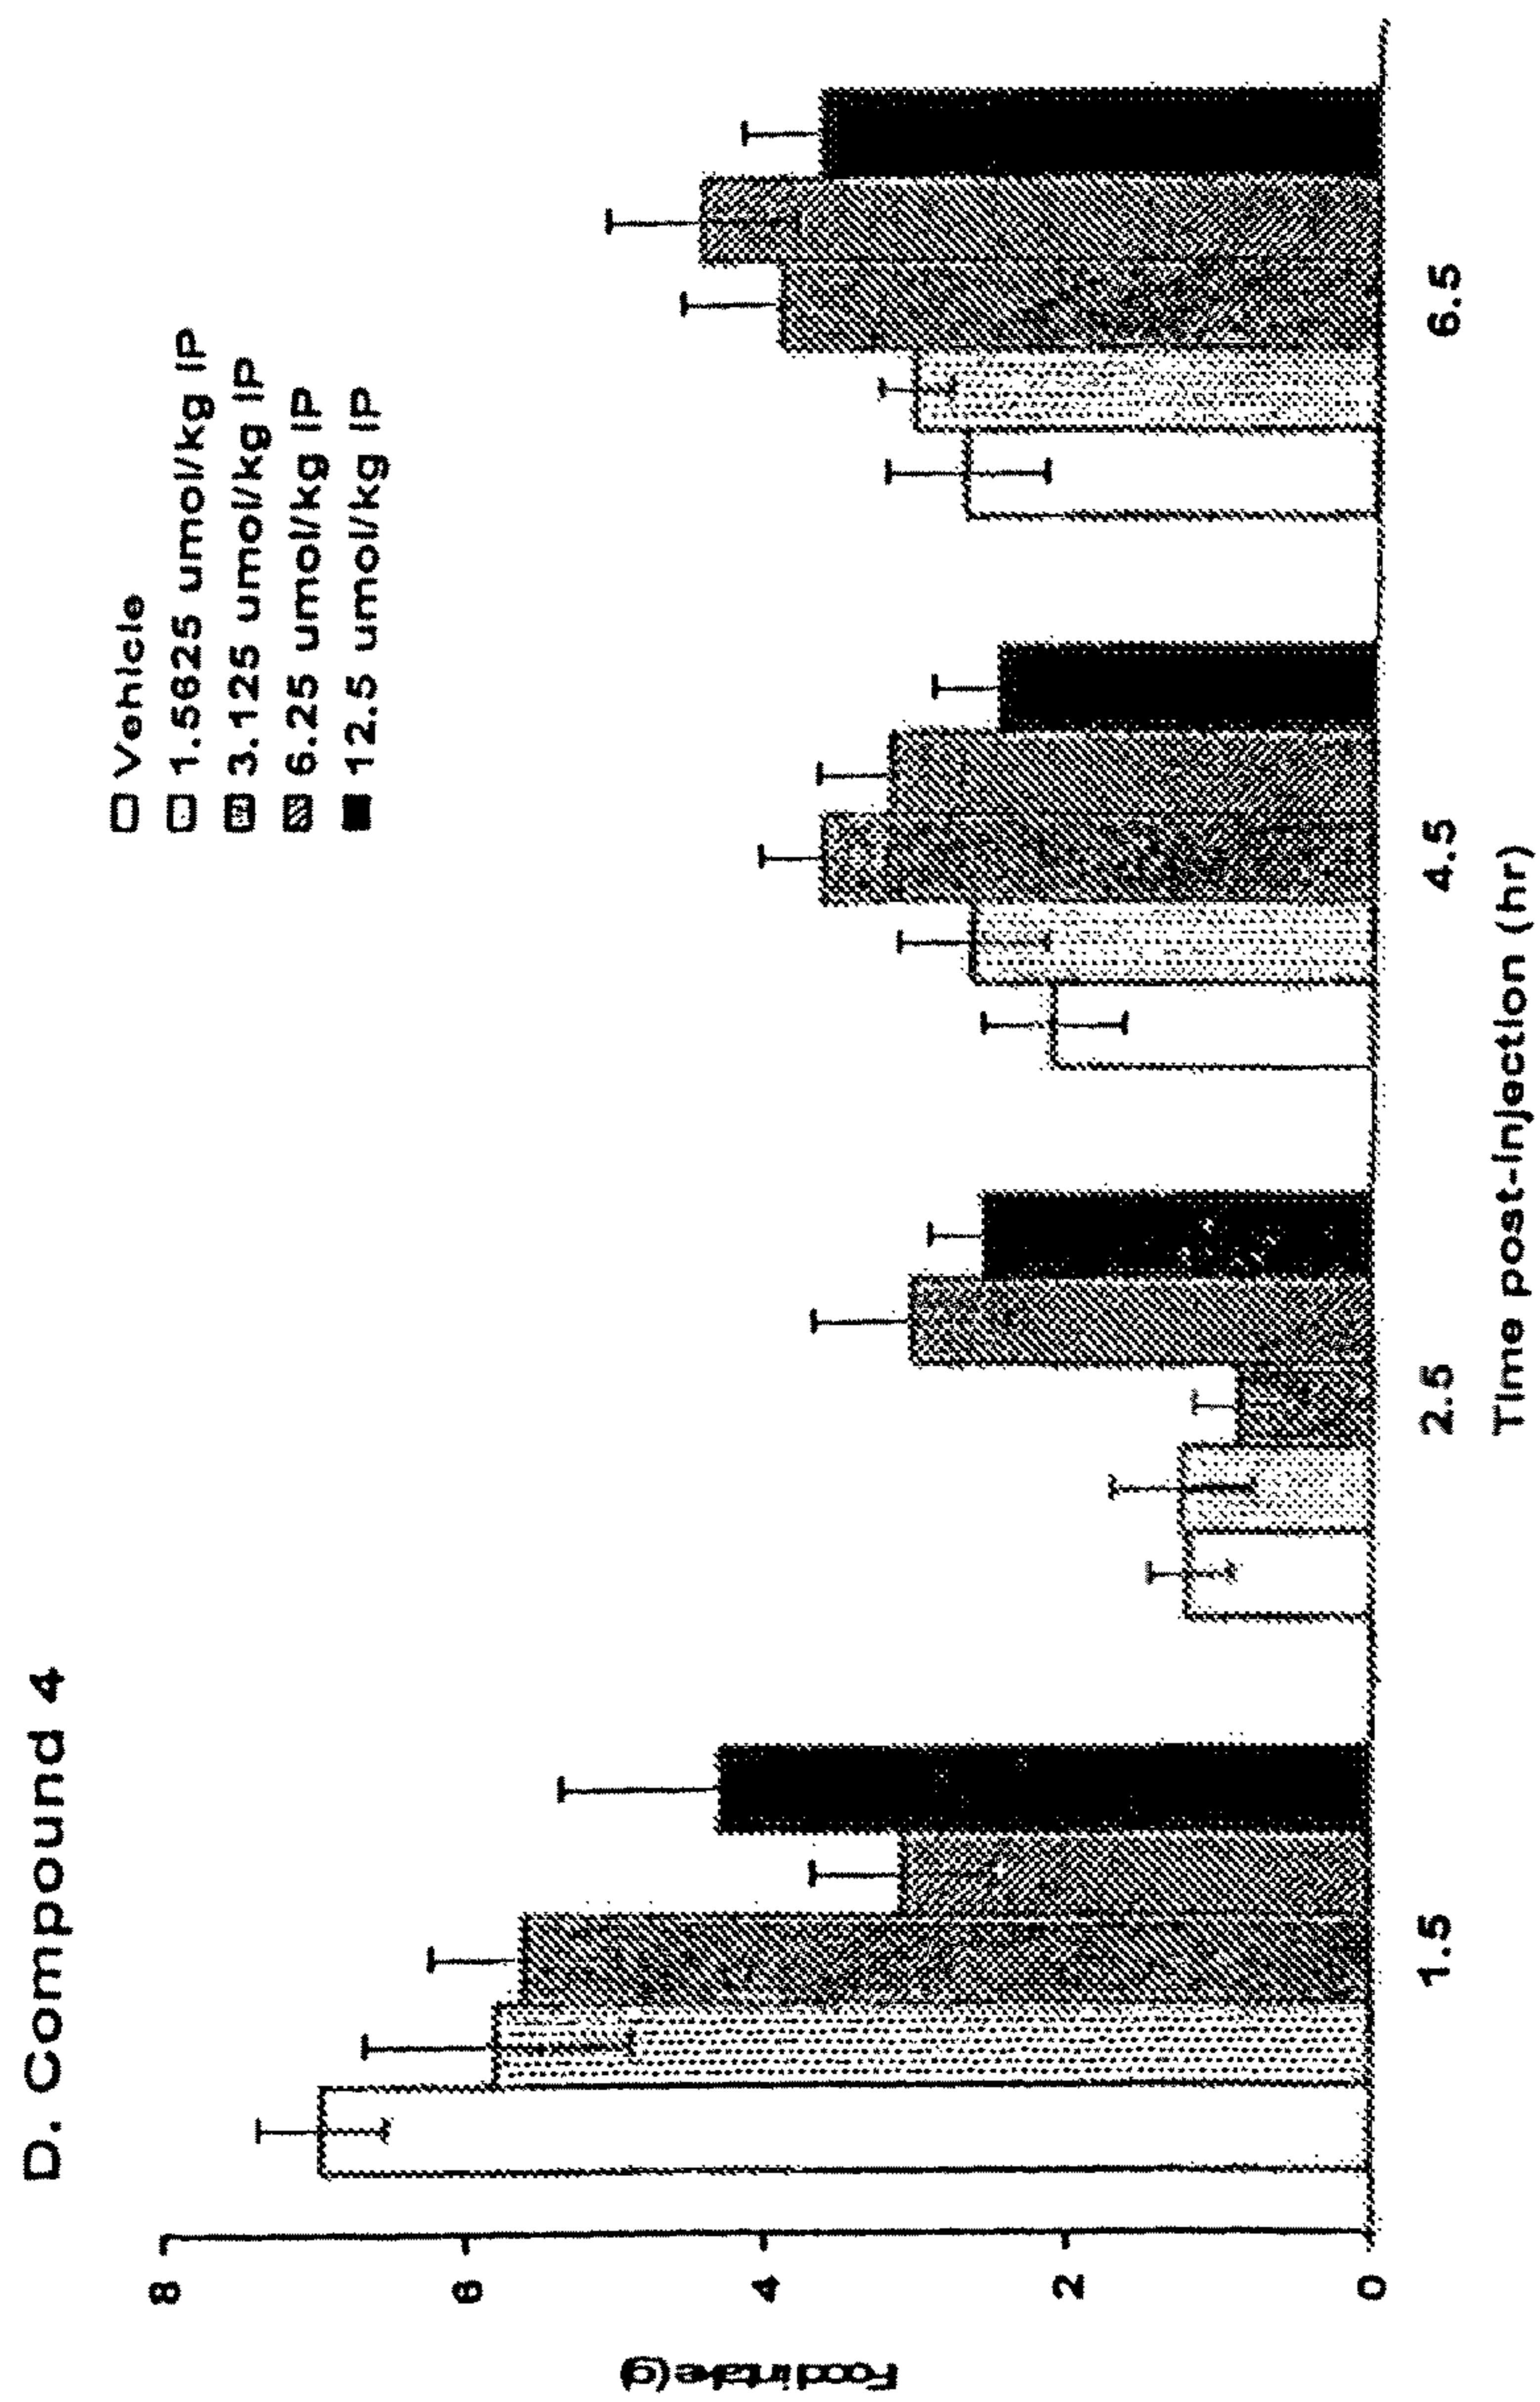 D. Compound 4
Vehicle
1.5625 umol/kg IP
3.125 umol/kg IP
6.25 umol/kg IP
12.5 umol/kg IP
Food intake(g)
8
6
4
2
0
1.5
2.5
4.5
6.5
Time post-injection (hr)